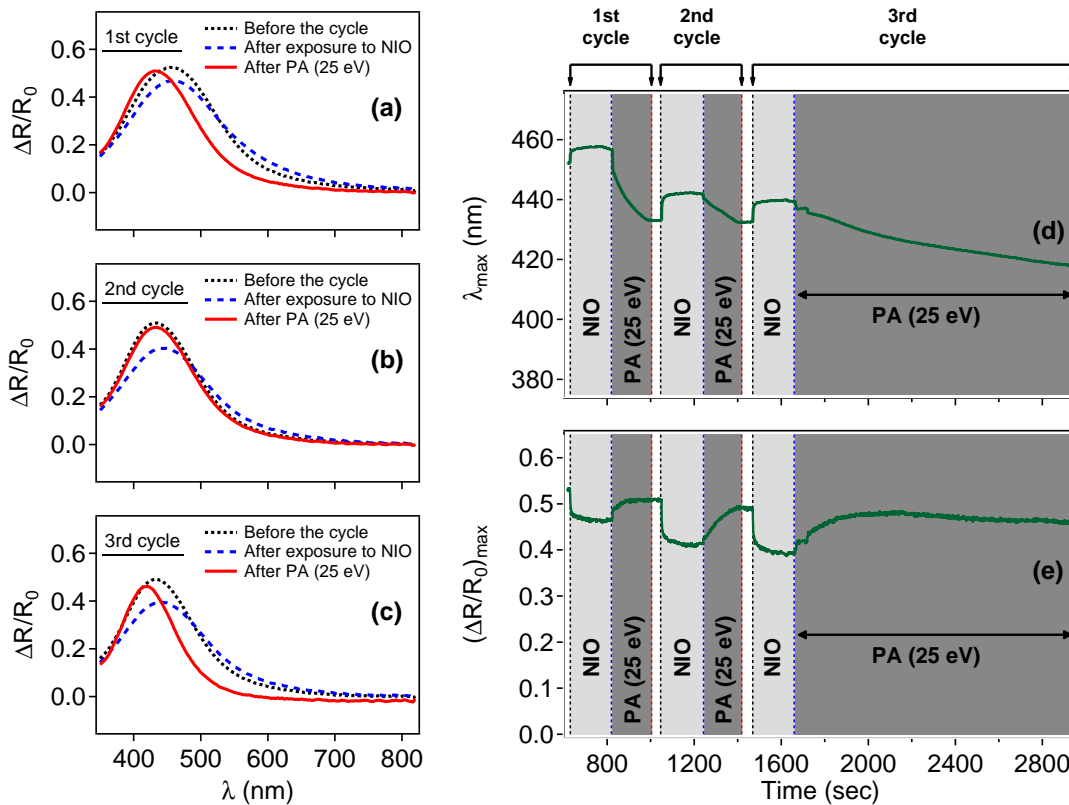 1st cycle
Before the cycle
After exposure to NIO
After PA (25 eV)
(a)
ΔR/R0
0.6
0.4
0.2
0.0
2nd cycle
Before the cycle
After exposure to NIO
After PA (25 eV)
(b)
ΔR/R0
0.6
0.4
0.2
0.0
3rd cycle
Before the cycle
After exposure to NIO
After PA (25 eV)
(c)
ΔR/R0
0.6
0.4
0.2
0.0
400 500 600 700 800
λ (nm)
1st
cycle
2nd
cycle
3rd
cycle
λmax (nm)
460
440
420
400
380
NIO
PA (25 eV)
NIO
PA (25 eV)
NIO
PA (25 eV)
(d)
(ΔR/R0)max
0.6
0.5
0.4
0.3
0.2
0.1
0.0
NIO
PA (25 eV)
NIO
PA (25 eV)
NIO
PA (25 eV)
(e)
800 1200 1600 2000 2400 2800
Time (sec)